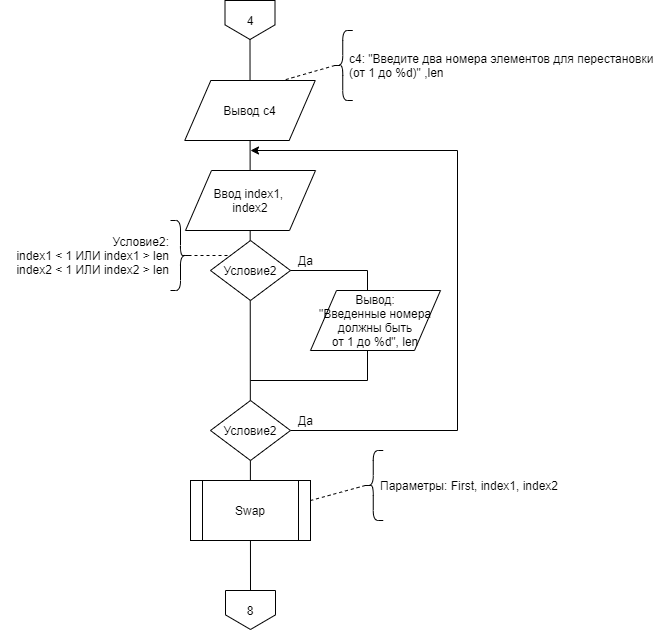 4
c4: "Введите два номера элементов для перестановки
(от 1 до %d)" ,len
Вывод c4
Ввод index1,
index2
Условие2:
index1 < 1 ИЛИ index1 > len
index2 < 1 ИЛИ index2 > len
Условие2
Да
Вывод:
"Введенные номера
должны быть
от 1 до %d", len
Условие2
Да
Параметры: First, index1, index2
Swap
8